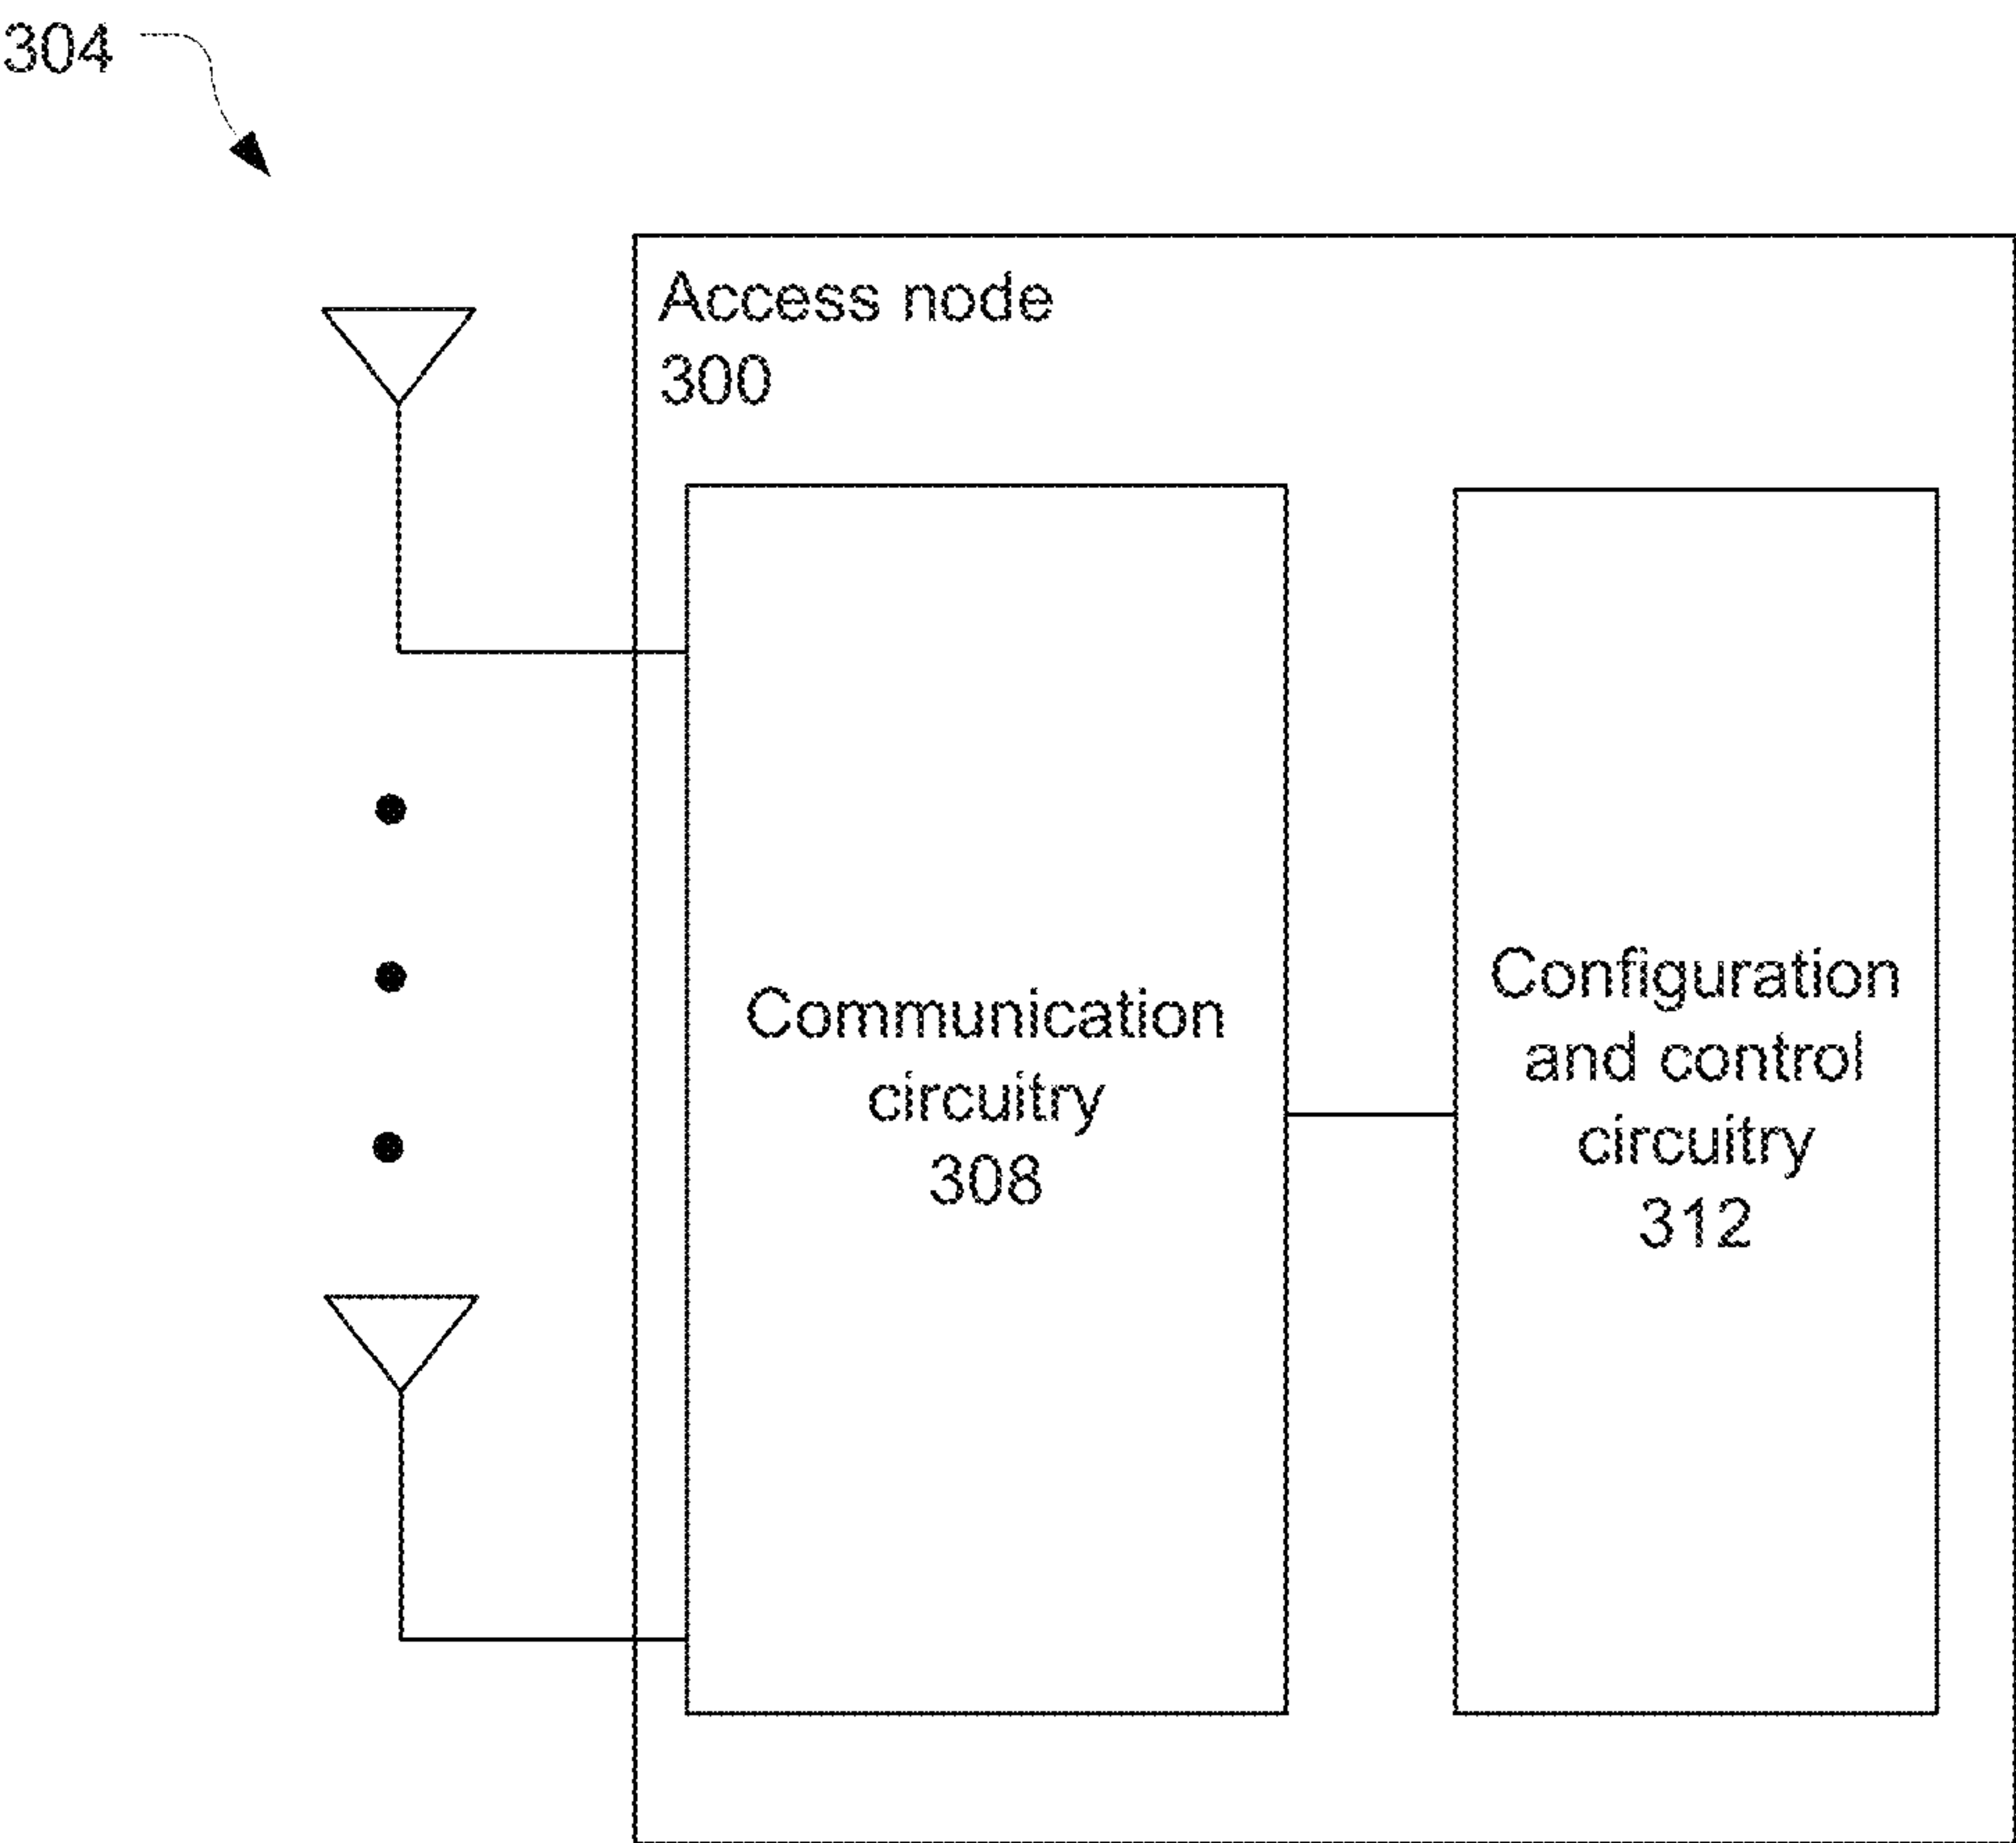 304
Access node
300
Communication
circuitry
308
Configuration
and control
circuitry
312